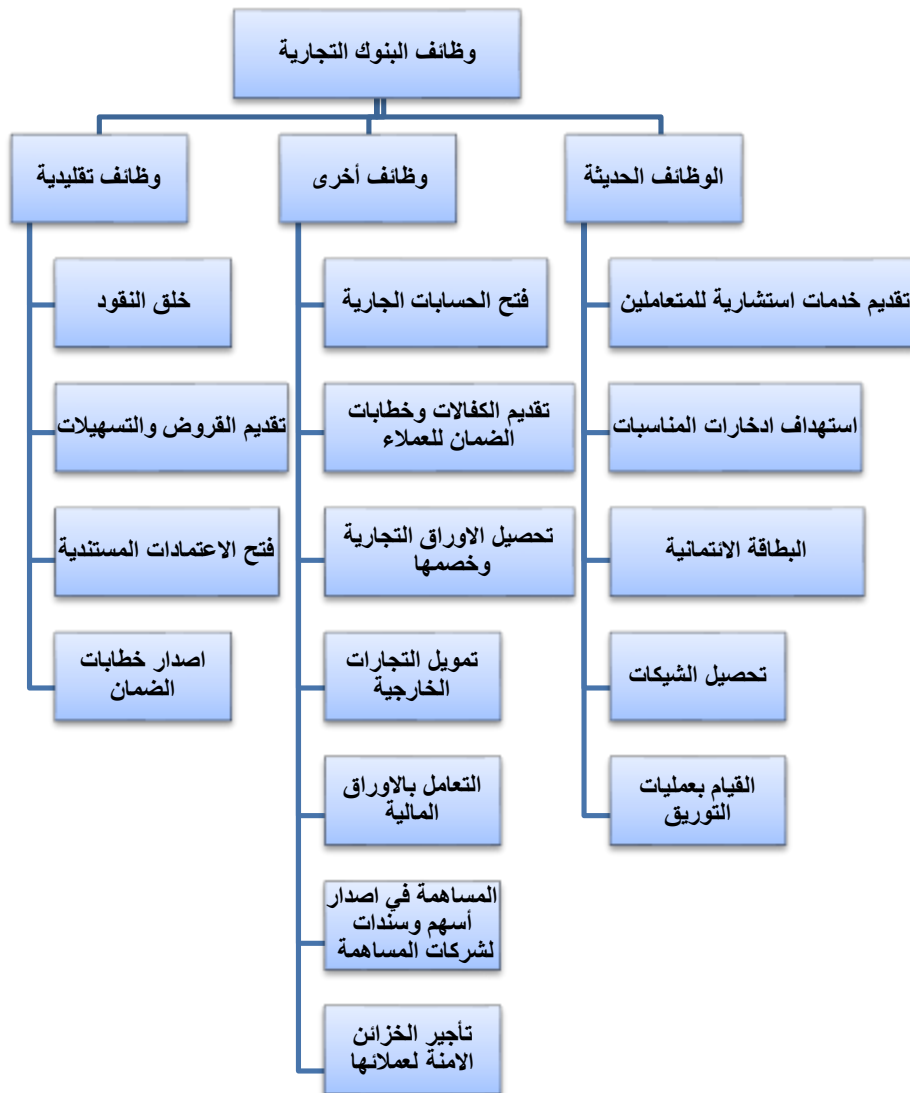 وظائف البنوك التجارية
الوظائف الحديثة
تقديم خدمات استشارية للمتعاملين
استهداف ادخارات المناسبات
البطاقة الائتمانية
تحصيل الشيكات
القيام بعمليات
التوريق
وظائف أخرى
فتح الحسابات الجارية
تقديم الكفالات وخطابات
الضمان للعملاء
تحصيل الاوراق التجارية
وخصمها
تمويل التجارات
الخارجية
التعامل بالاوراق
المالية
المساهمة في اصدار
أسهم وسندات
لشركات المساهمة
تأجير الخزائن
الامنة لعملائها
وظائف تقليدية
خلق النقود
تقديم القروض والتسهيلات
فتح الاعتمادات المستندية
اصدار خطابات
الضمان